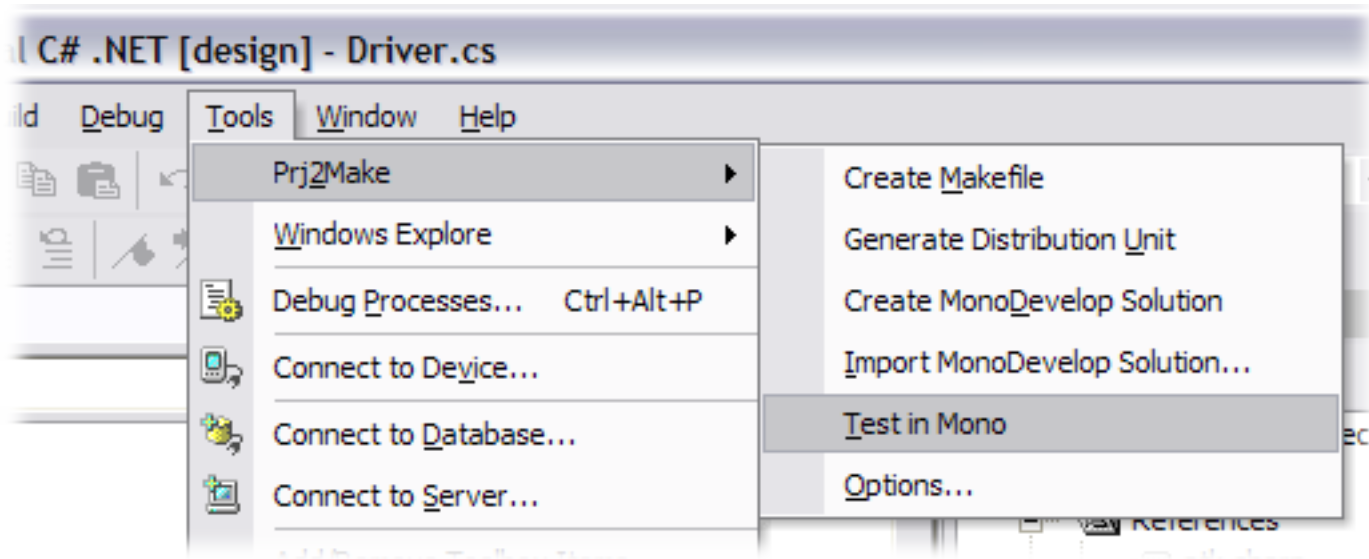 C# .NET [design] - Driver.cs
Debug Tools Window Help
Prj2Make
Windows Explore
Debug Processes... Ctrl+Alt+P
Connect to Device...
Connect to Database...
Connect to Server...
Create Makefile
Generate Distribution Unit
Create MonoDevelop Solution
Import MonoDevelop Solution...
Test in Mono
Options...
References